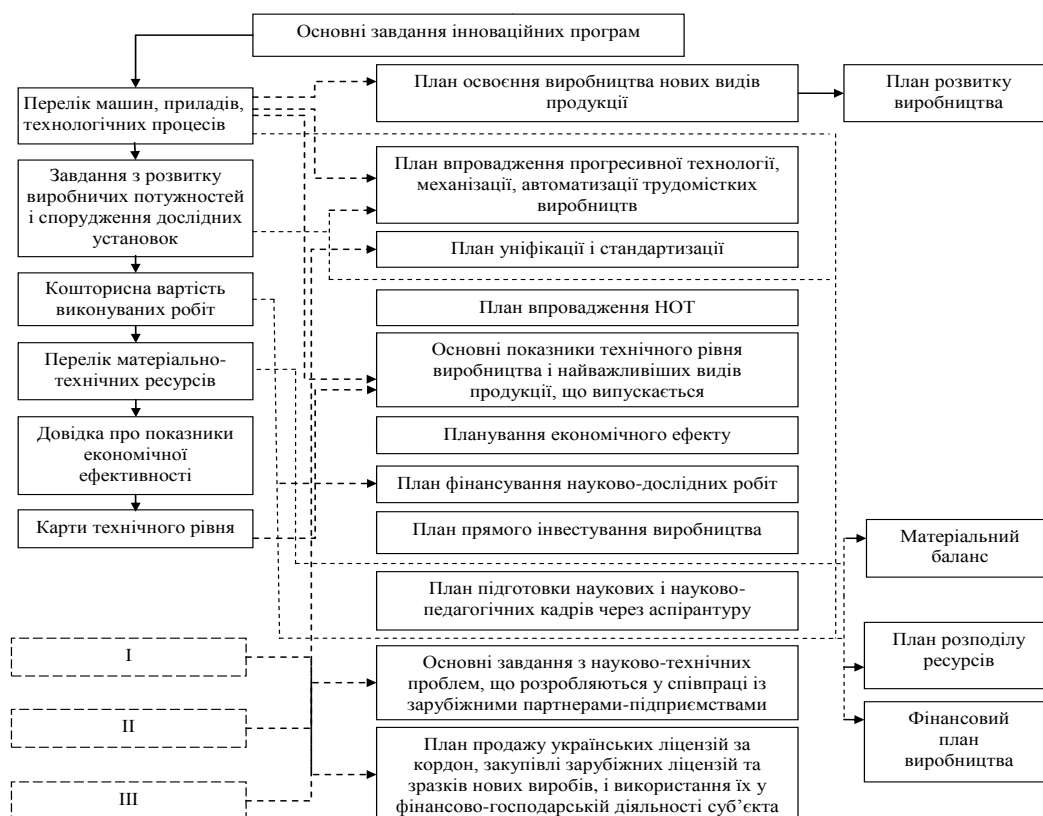 Основні завдання інноваційних програм
Перелік машин, приладів,
технологічних процесів
Завдання з розвитку
виробничих потужностей
і спорудження дослідних
установок
Кошторисна вартість
виконуваних робіт
Перелік матеріально-
технічних ресурсів
Довідка про показники
економічної
ефективності
Карти технічного рівня
I
II
III
План освоєння виробництва нових видів
продукції
План впровадження прогресивної технології,
механізації, автоматизації трудомістких
виробництв
План уніфікації і стандартизації
План впровадження НОТ
Основні показники технічного рівня
виробництва і найважливіших видів
продукції, що випускається
Планування економічного ефекту
План фінансування науково-дослідних робіт
План прямого інвестування виробництва
План підготовки наукових і науково-
педагогічних кадрів через аспірантуру
Основні завдання з науково-технічних
проблем, що розробляються у співпраці із
зарубіжними партнерами-підприємствами
План продажу українських ліцензій за
кордон, закупівлі зарубіжних ліцензій та
зразків нових виробів, і використання їх у
фінансово-господарській діяльності суб’єкта
План розвитку
виробництва
Матеріальний
баланс
План розподілу
ресурсів
Фінансовий
план
виробництва